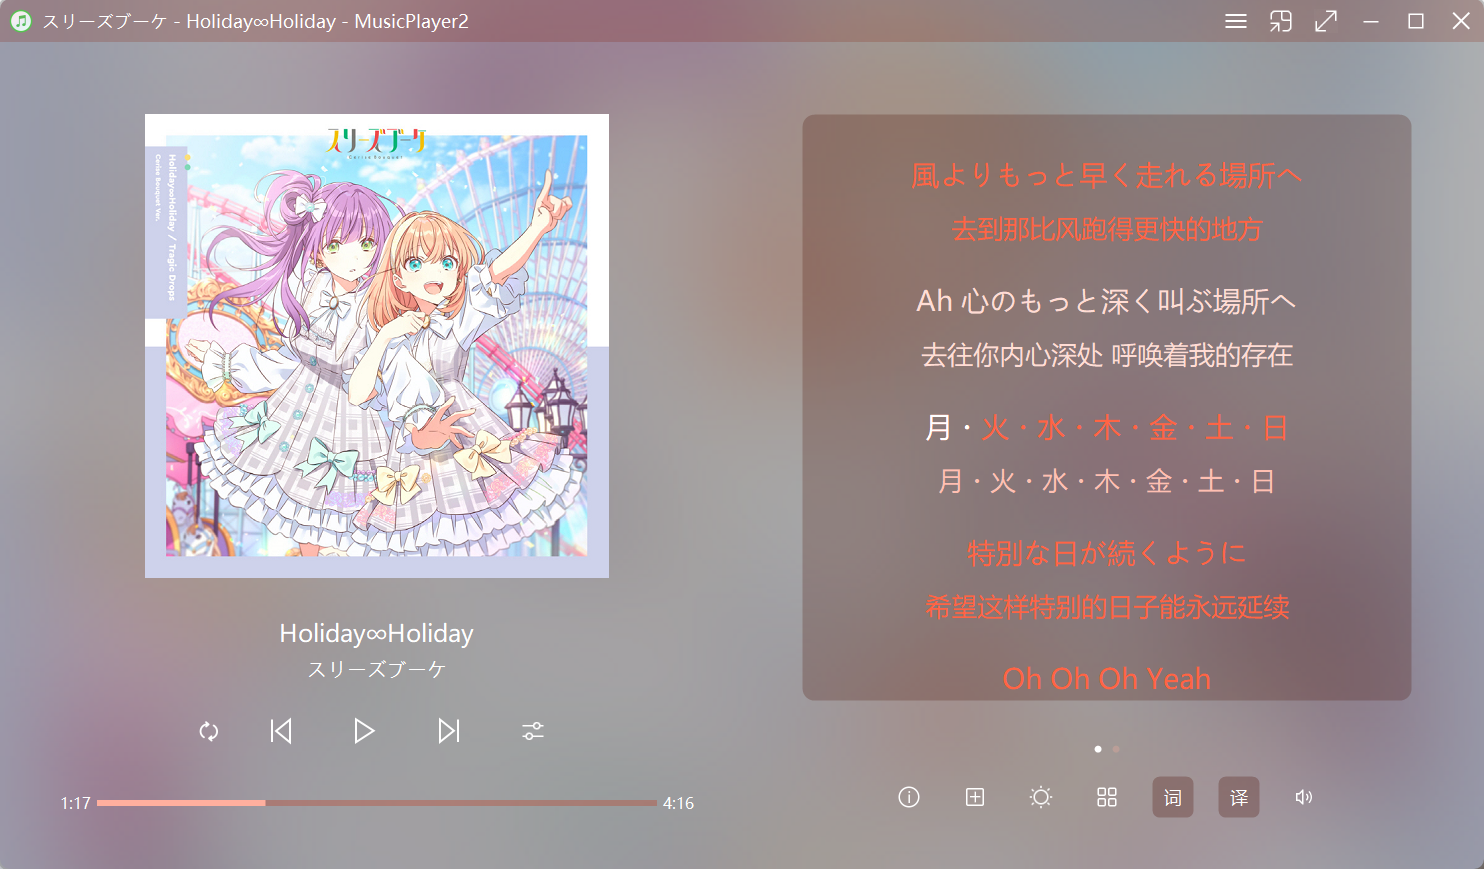 スリーズブーケ - Holiday∞Holiday - MusicPlayer2
スリーズブーケ
Cerise Bouquet
Holiday∞Holiday / Tragic Drops
Cerise Bouquet Ver.
Holiday∞Holiday
スリーズブーケ
1:17
4:16
風よりもっと早く走れる場所へ
去到那比风跑得更快的地方
Ah 心のもっと深く叫ぶ場所へ
去往你内心深处 呼唤着我的存在
月・火・水・木・金・土・日
月・火・水・木・金・土・日
特別な日が続くように
希望这样特别的日子能永远延续
Oh Oh Oh Yeah
词
译